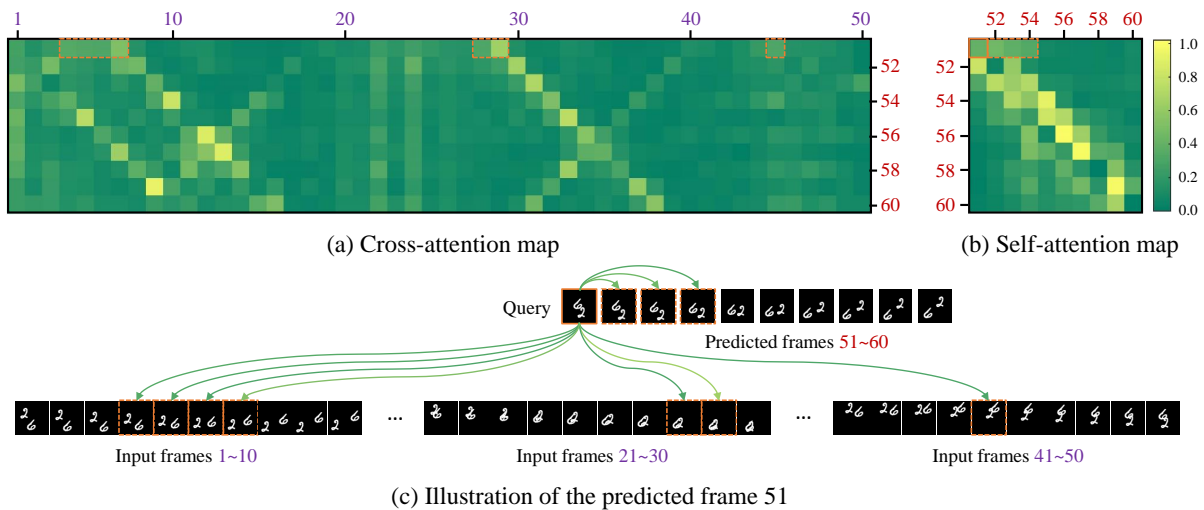 1 10 20 30 40 50
52 54 56 58 60
52
54
56
58
60
52
54
56
58
60
1.0
0.8
0.6
0.4
0.2
0.0
(a) Cross-attention map
(b) Self-attention map
Query
Predicted frames 51~60
...
...
Input frames 1~10
Input frames 21~30
Input frames 41~50
(c) Illustration of the predicted frame 51